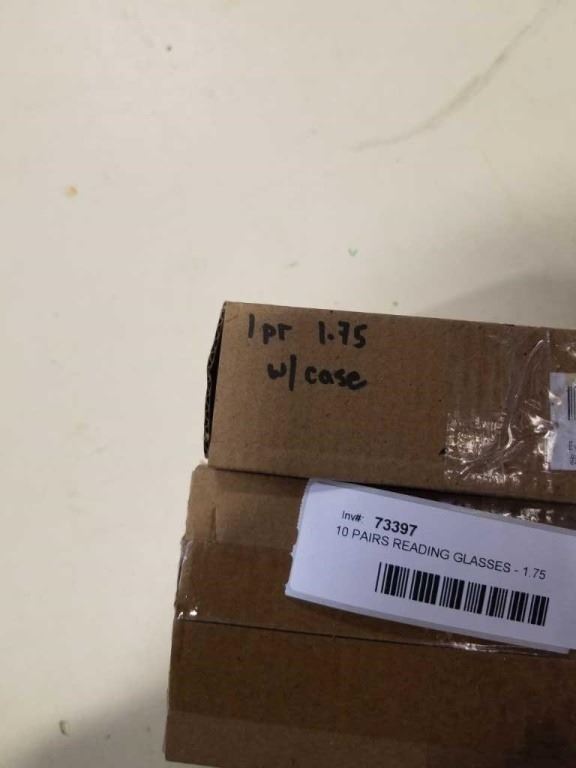 1pr 1.75
w/ case
Inv#: 73397
10 PAIRS READING GLASSES - 1.75